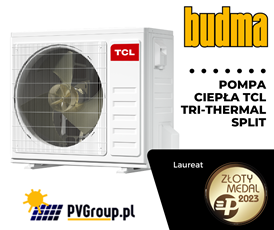 budma
TCL
POMPA
CIEPŁA TCL
TRI-THERMAL
SPLIT
Laureat
ZŁOTY
MEDAL
2023
PVGroup.pl